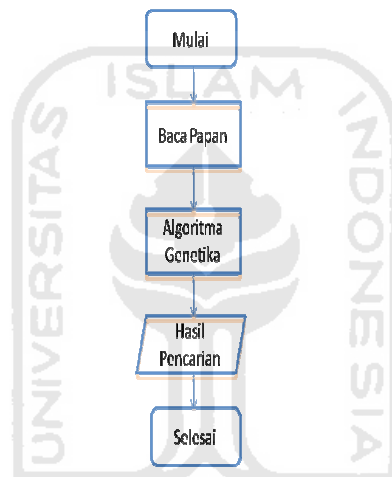 Mulai
ISLAM
UNIVERSITAS
INDONESIA
Baca Papan
Algoritma
Genetika
Hasil
Pencarian
Selesai